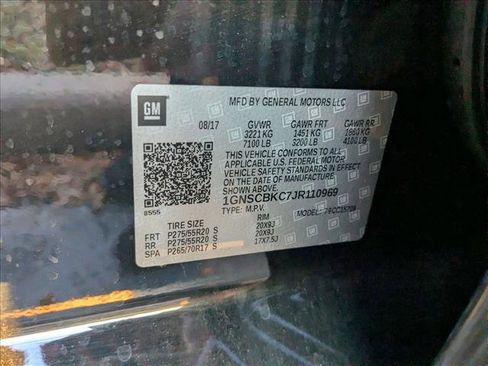 GM
MFD BY GENERAL MOTORS LLC
08/17 GVWR GAWR FRT GAWR RR
3221 KG 1451 KG 1860 KG
7100 LB 3200 LB 4100 LB
THIS VEHICLE CONFORMS TO ALL
APPLICABLE U.S. FEDERAL MOTOR
VEHICLE SAFETY
IN EFFECT ON THE DATE OF MANUFACTURE
SHOWN ABOVE.
1GNSCBKC7JR110969
TYPE: M.P.V.
8555
TIRE SIZE RIM
FRT P275/55R20 S 20X9J
RR P275/55R20 S 20X9J
SPA P265/70R17 S 17X7.5J